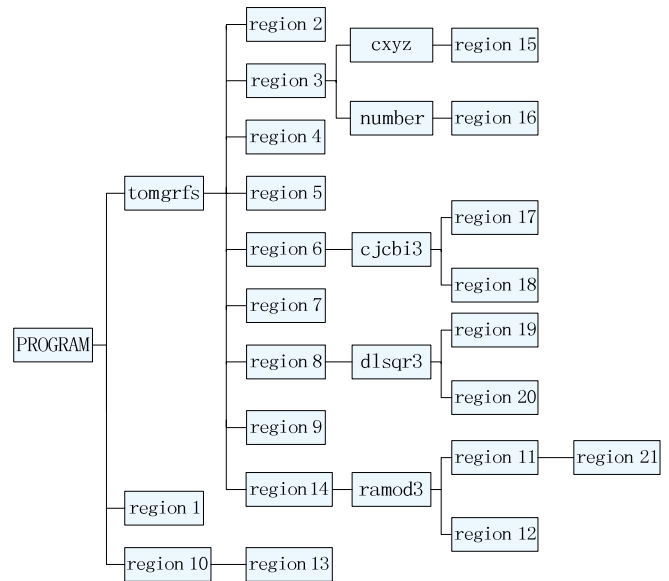 region 2
cxyz
region 15
region 3
number
region 16
region 4
tomgrfs
region 5
region 17
region 6
cjcbi3
region 18
region 7
region 19
PROGRAM
region 8
dlsqr3
region 20
region 9
region 11
region 21
region 14
ramod3
region 1
region 12
region 10
region 13